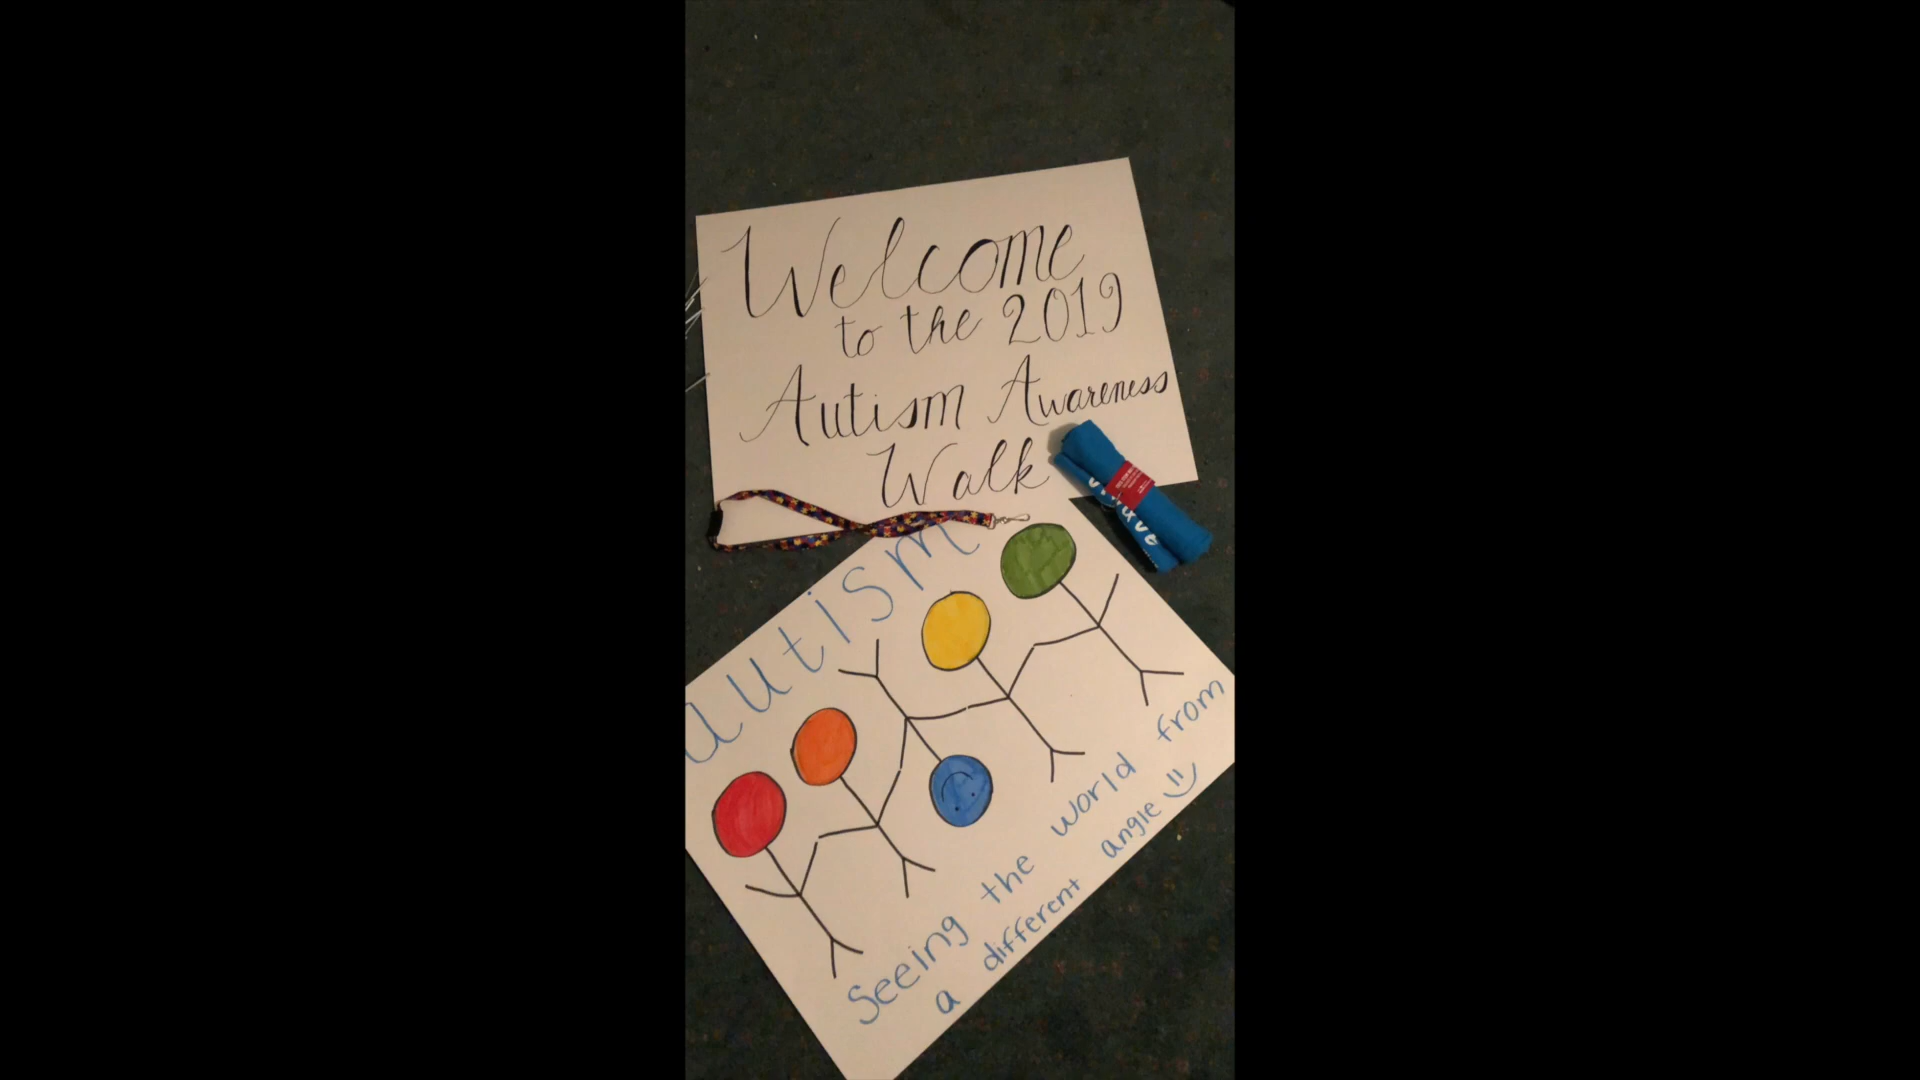 Welcome
to the 2019
Autism Awareness
Walk
autism
Seeing the world from
a different angle =)